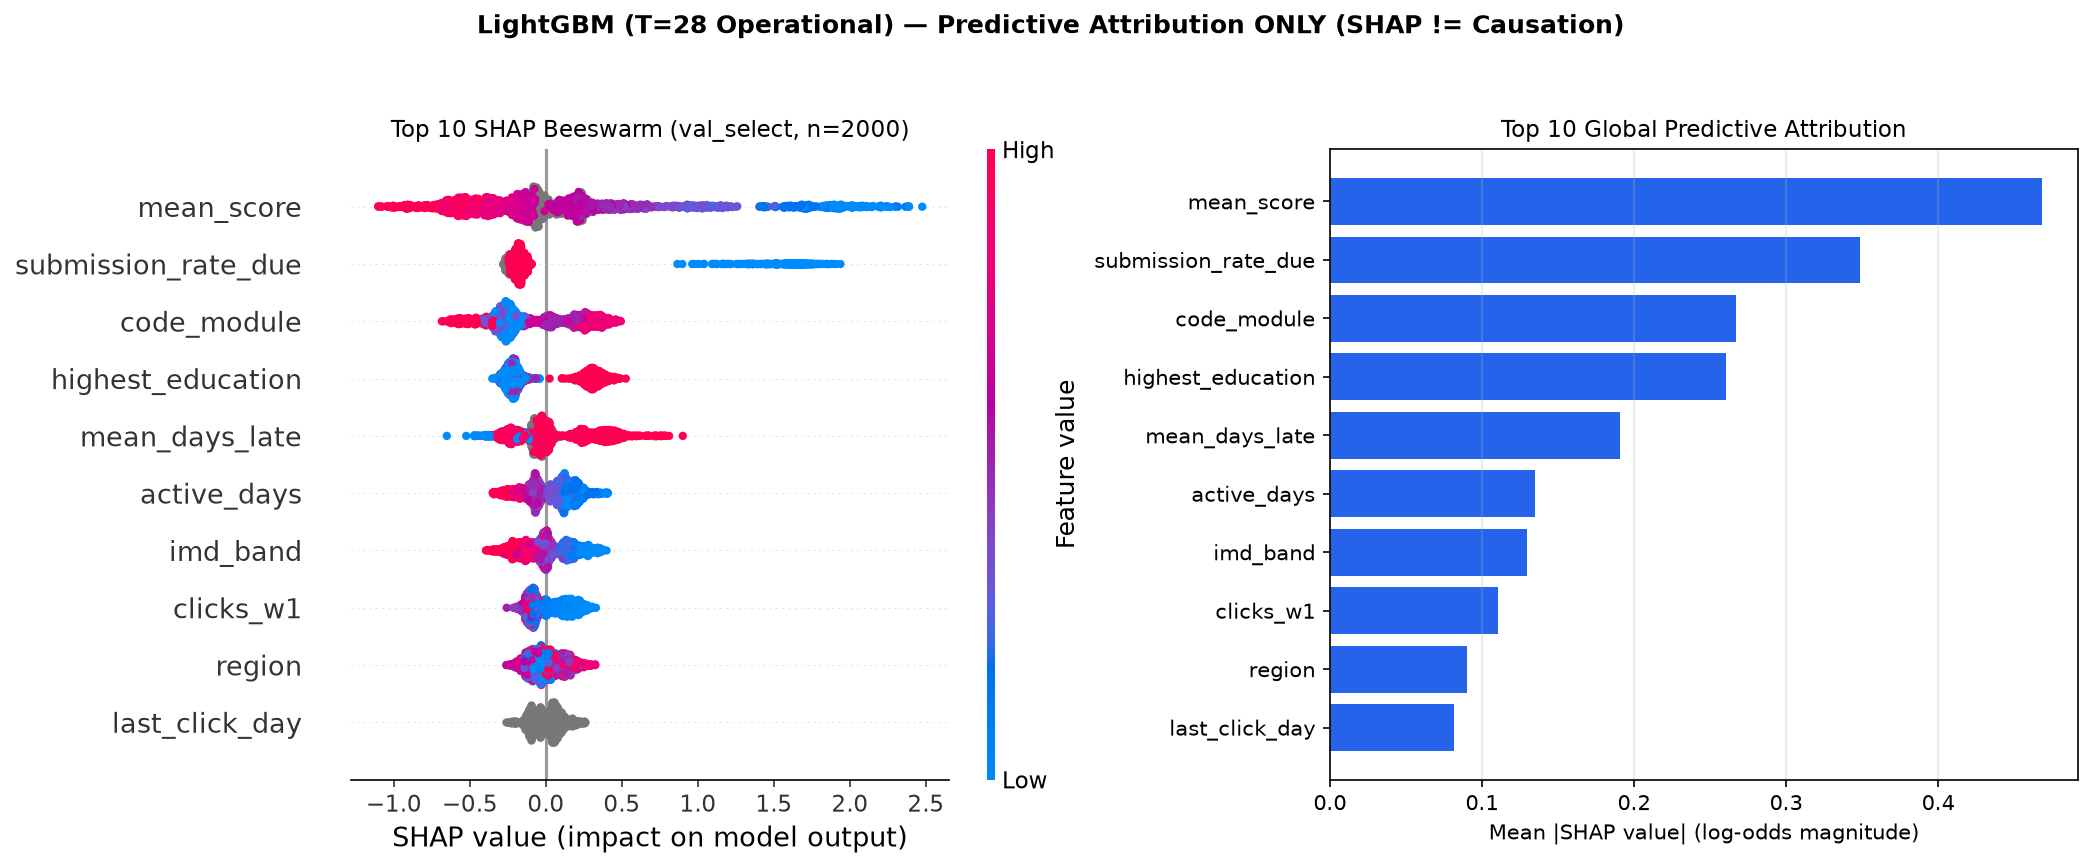 LightGBM (T=28 Operational) — Predictive Attribution ONLY (SHAP != Causation)
Top 10 SHAP Beeswarm (val_select, n=2000)
mean_score
submission_rate_due
code_module
highest_education
mean_days_late
active_days
imd_band
clicks_w1
region
last_click_day
−1.0 −0.5 0.0 0.5 1.0 1.5 2.0 2.5
SHAP value (impact on model output)
High
Feature value
Low
Top 10 Global Predictive Attribution
mean_score
submission_rate_due
code_module
highest_education
mean_days_late
active_days
imd_band
clicks_w1
region
last_click_day
0.0 0.1 0.2 0.3 0.4
Mean |SHAP value| (log-odds magnitude)